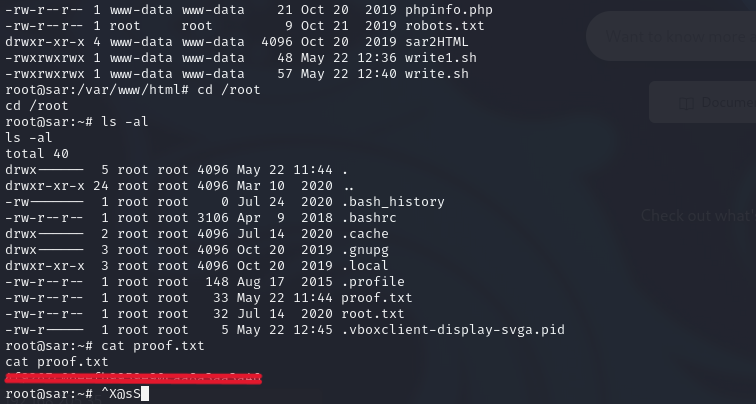 -rw-r--r-- 1 www-data www-data    21 Oct 20  2019 phpinfo.php
-rw-r--r-- 1 root     root         9 Oct 21  2019 robots.txt
drwxr-xr-x 4 www-data www-data  4096 Oct 20  2019 sar2HTML
-rwxrwxrwx 1 www-data www-data    48 May 22 12:36 write1.sh
-rwxrwxrwx 1 www-data www-data    57 May 22 12:40 write.sh
root@sar:/var/www/html# cd /root
cd /root
root@sar:~# ls -al
ls -al
total 40
drwx------  5 root root 4096 May 22 11:44 .
drwxr-xr-x 24 root root 4096 Mar 10  2020 ..
-rw-------  1 root root    0 Jul 24  2020 .bash_history
-rw-r--r--  1 root root 3106 Apr  9  2018 .bashrc
drwx------  2 root root 4096 Jul 14  2020 .cache
drwx------  3 root root 4096 Oct 20  2019 .gnupg
drwxr-xr-x  3 root root 4096 Oct 20  2019 .local
-rw-r--r--  1 root root  148 Aug 17  2015 .profile
-rw-r--r--  1 root root   33 May 22 11:44 proof.txt
-rw-r--r--  1 root root   32 Jul 14  2020 root.txt
-rw-r-----  1 root root    5 May 22 12:45 .vboxclient-display-svga.pid
root@sar:~# cat proof.txt
cat proof.txt
root@sar:~# ^X@sS
Want to know more
Documen
Check out what's